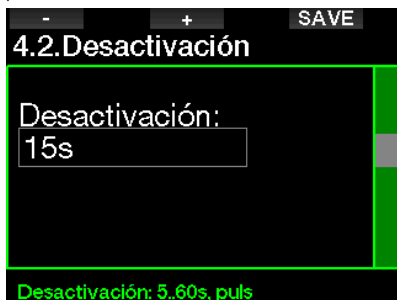 - + SAVE
4.2.Desactivación
Desactivación:
15s
Desactivación: 5..60s, puls